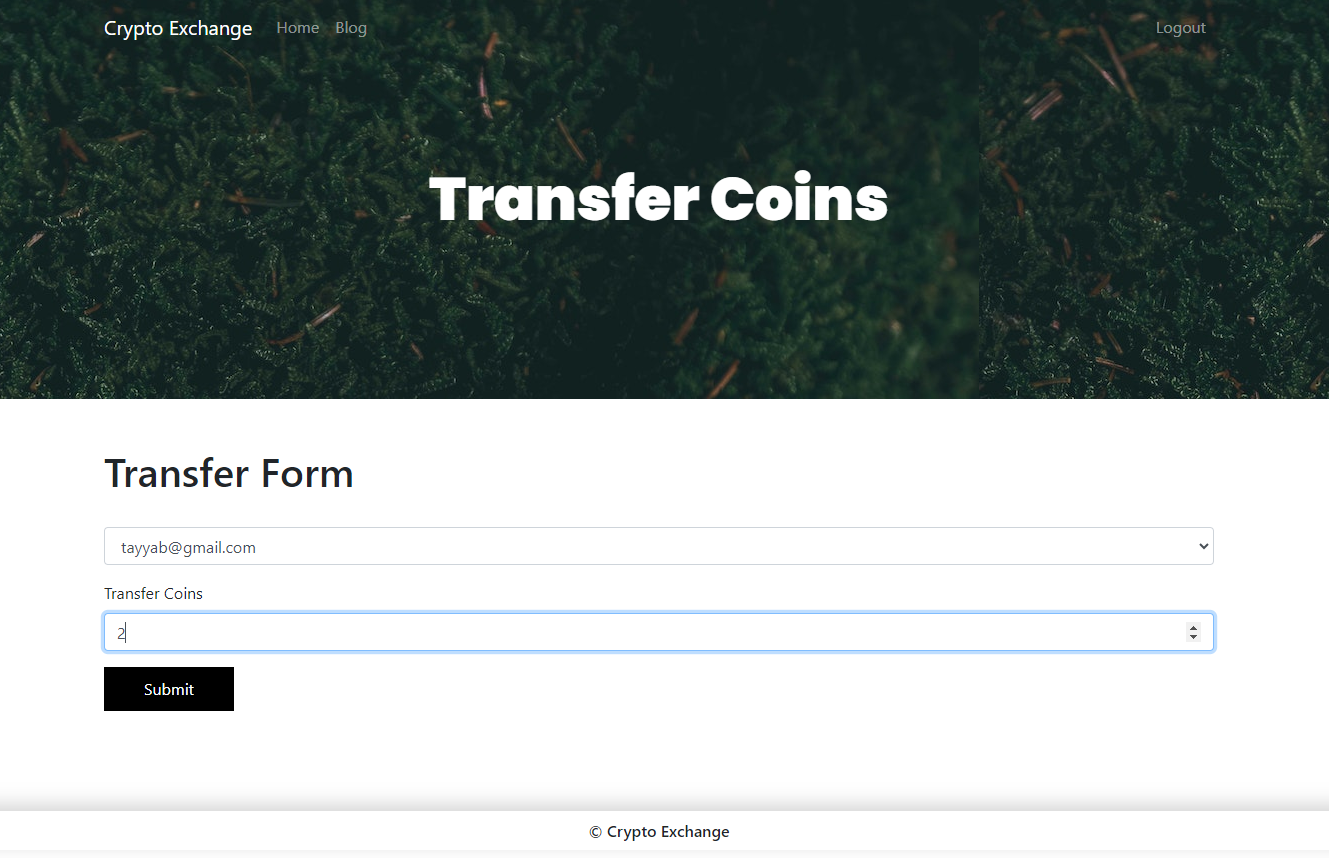 Crypto Exchange Home Blog Logout
Transfer Coins
Transfer Form
tayyab@gmail.com
Transfer Coins
2
Submit
© Crypto Exchange